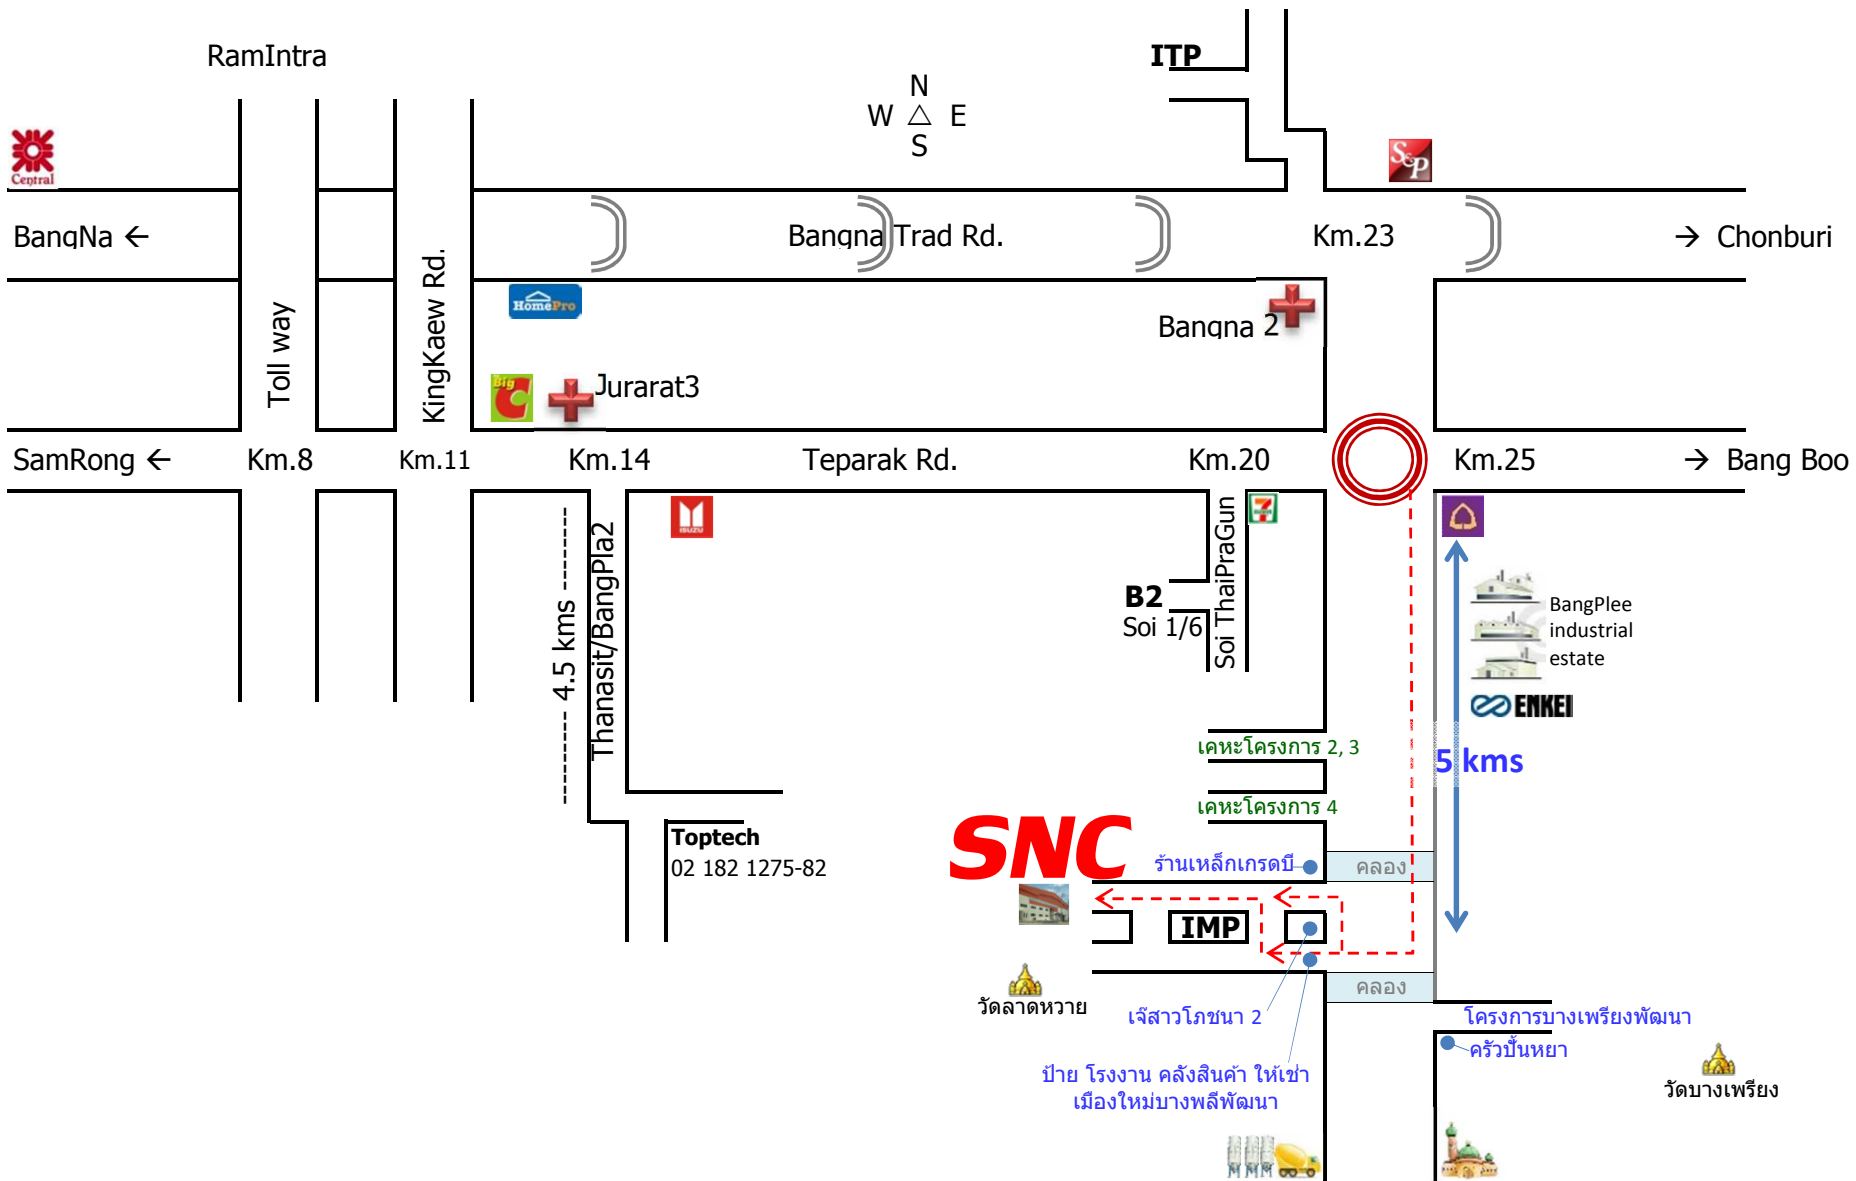 RamIntra
ITP
N
W △ E
S
Central
S&P
BangNa ←
Bangna Trad Rd.
Km.23
→ Chonburi
Toll way
KingKaew Rd.
HomePro
Bangna 2
Big
C
Jurarat3
SamRong ←
Km.8
Km.11
Km.14
Teparak Rd.
Km.20
Km.25
→ Bang Boo
--------- 4.5 kms ---------
Thanasit/BangPla2
ISUZU
Soi ThaiPraGun
7
B2
Soi 1/6
BangPlee
industrial
estate
ENKEI
เคหะโครงการ 2, 3
5 kms
เคหะโครงการ 4
SNC
Toptech
02 182 1275-82
ร้านเหล็กเกรดบี
คลอง
IMP
คลอง
วัดลาดหวาย
เจ๊สาวโภชนา 2
โครงการบางเพรียงพัฒนา
ครัวปั้นหยา
ป้าย โรงงาน คลังสินค้า ให้เช่า
เมืองใหม่บางพลีพัฒนา
วัดบางเพรียง